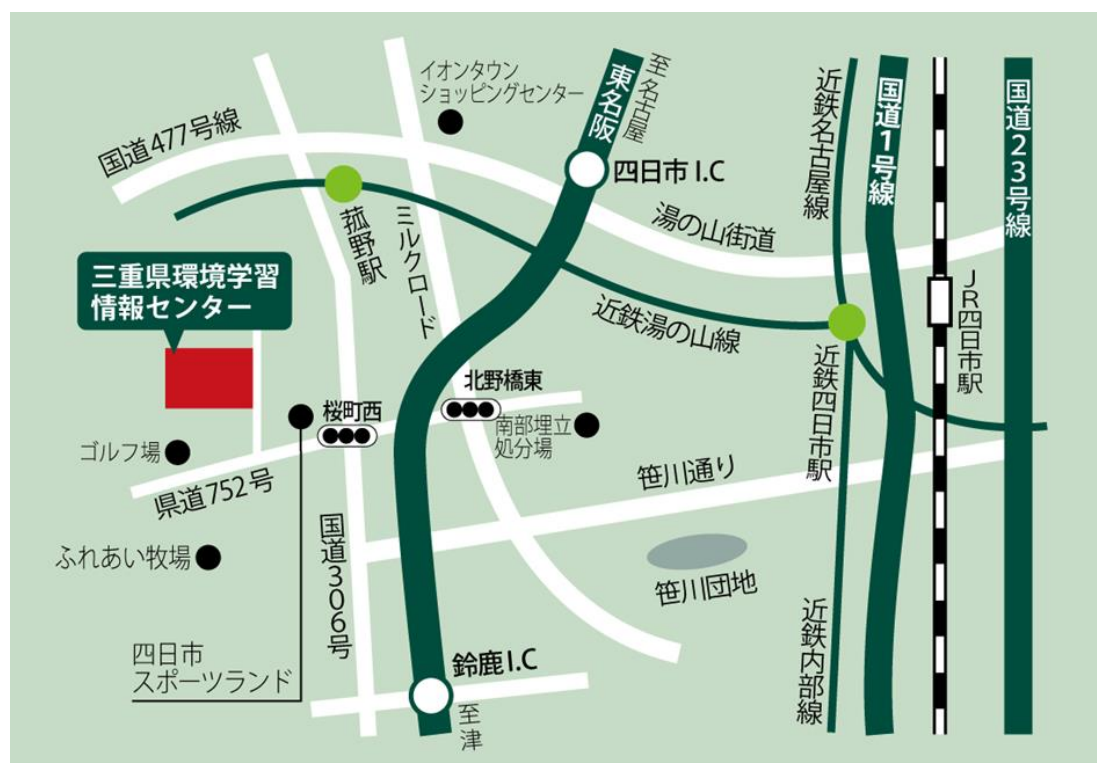 イオンタウン
ショッピングセンター
東名阪
至名古屋
国道477号線
四日市 I.C
近鉄名古屋線
国道1号線
国道23号線
菰野駅
ミルクロード
湯の山街道
三重県環境学習
情報センター
近鉄湯の山線
JR四日市駅
近鉄四日市駅
北野橋東
桜町西
南部埋立
処分場
ゴルフ場
県道752号
笹川通り
国道306号
ふれあい牧場
笹川団地
四日市
スポーツランド
鈴鹿I.C
至津
近鉄内部線